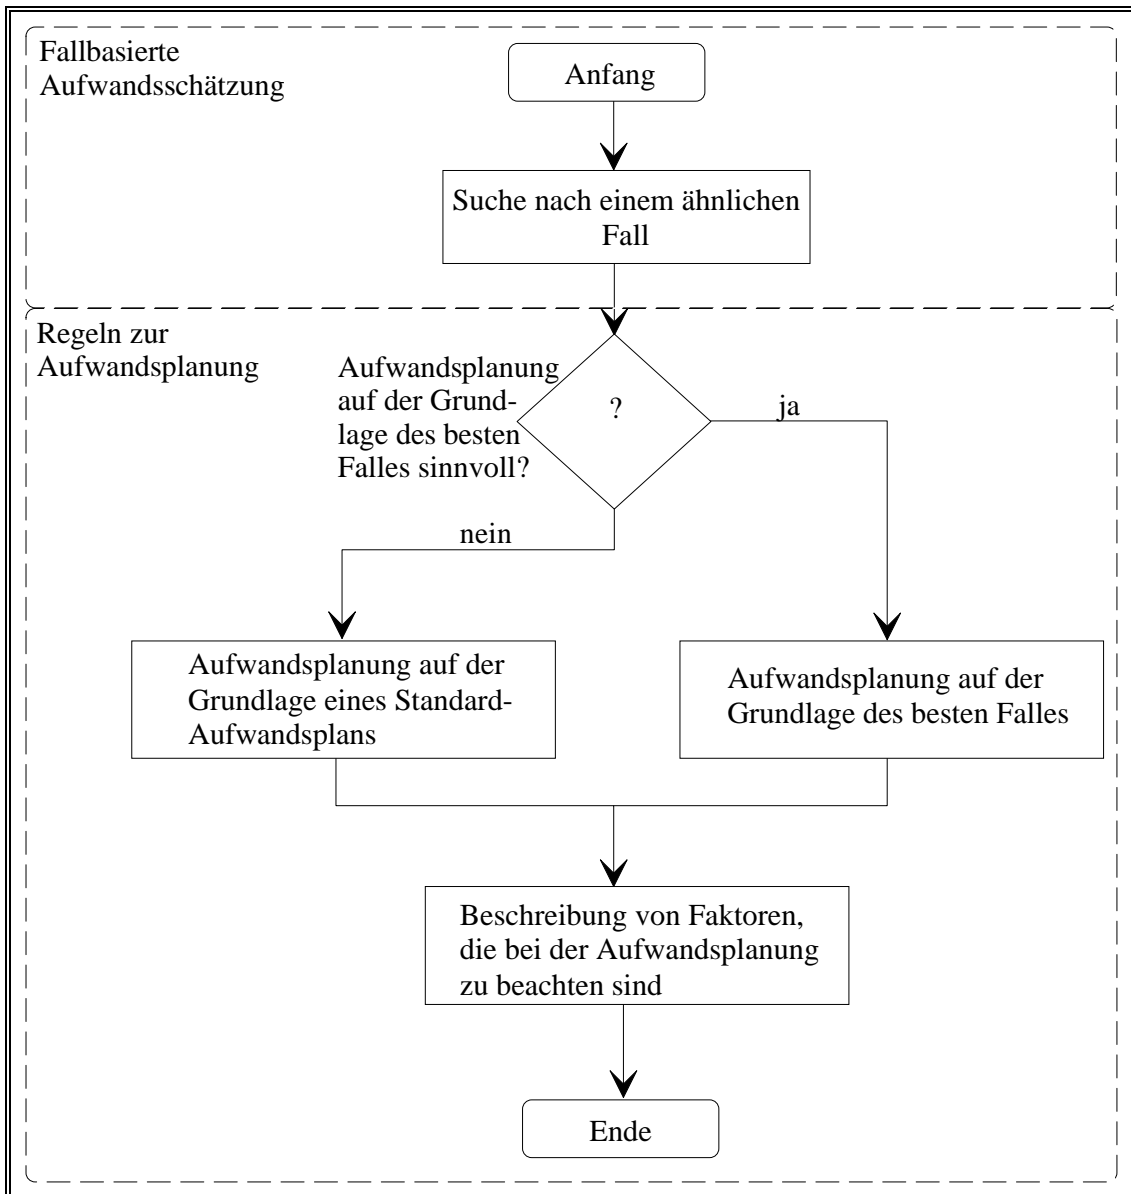 Fallbasierte
Aufwandsschätzung
Anfang
Suche nach einem ähnlichen
Fall
Regeln zur
Aufwandsplanung
Aufwandsplanung
auf der Grund-
lage des besten
Falles sinnvoll?
?
ja
nein
Aufwandsplanung auf der
Grundlage eines Standard-
Aufwandsplans
Aufwandsplanung auf der
Grundlage des besten Falles
Beschreibung von Faktoren,
die bei der Aufwandsplanung
zu beachten sind
Ende